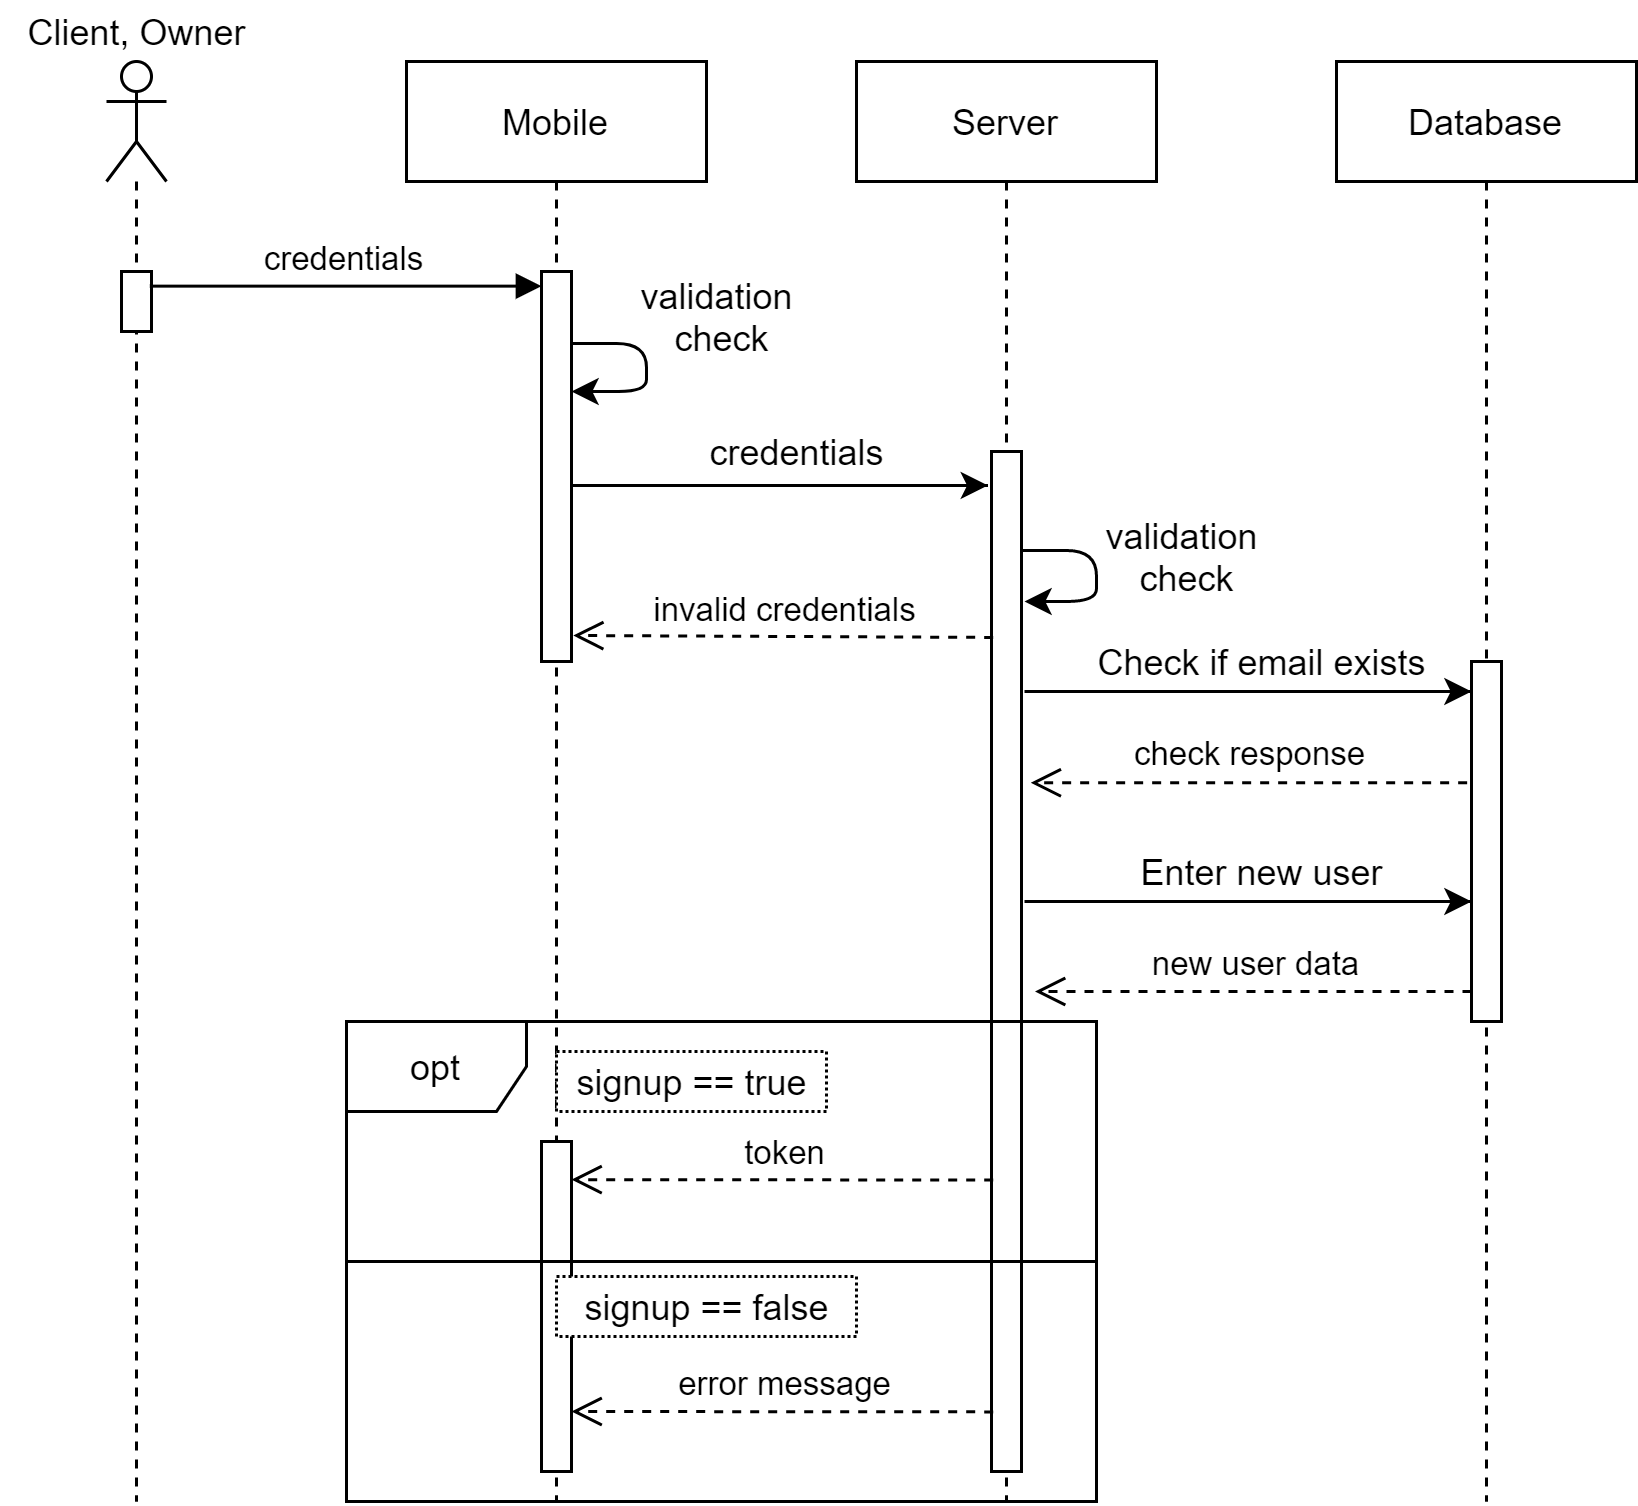 Client, Owner
Mobile
Server
Database
credentials
validation
check
credentials
validation
check
invalid credentials
Check if email exists
check response
Enter new user
new user data
opt
signup == true
token
signup == false
error message